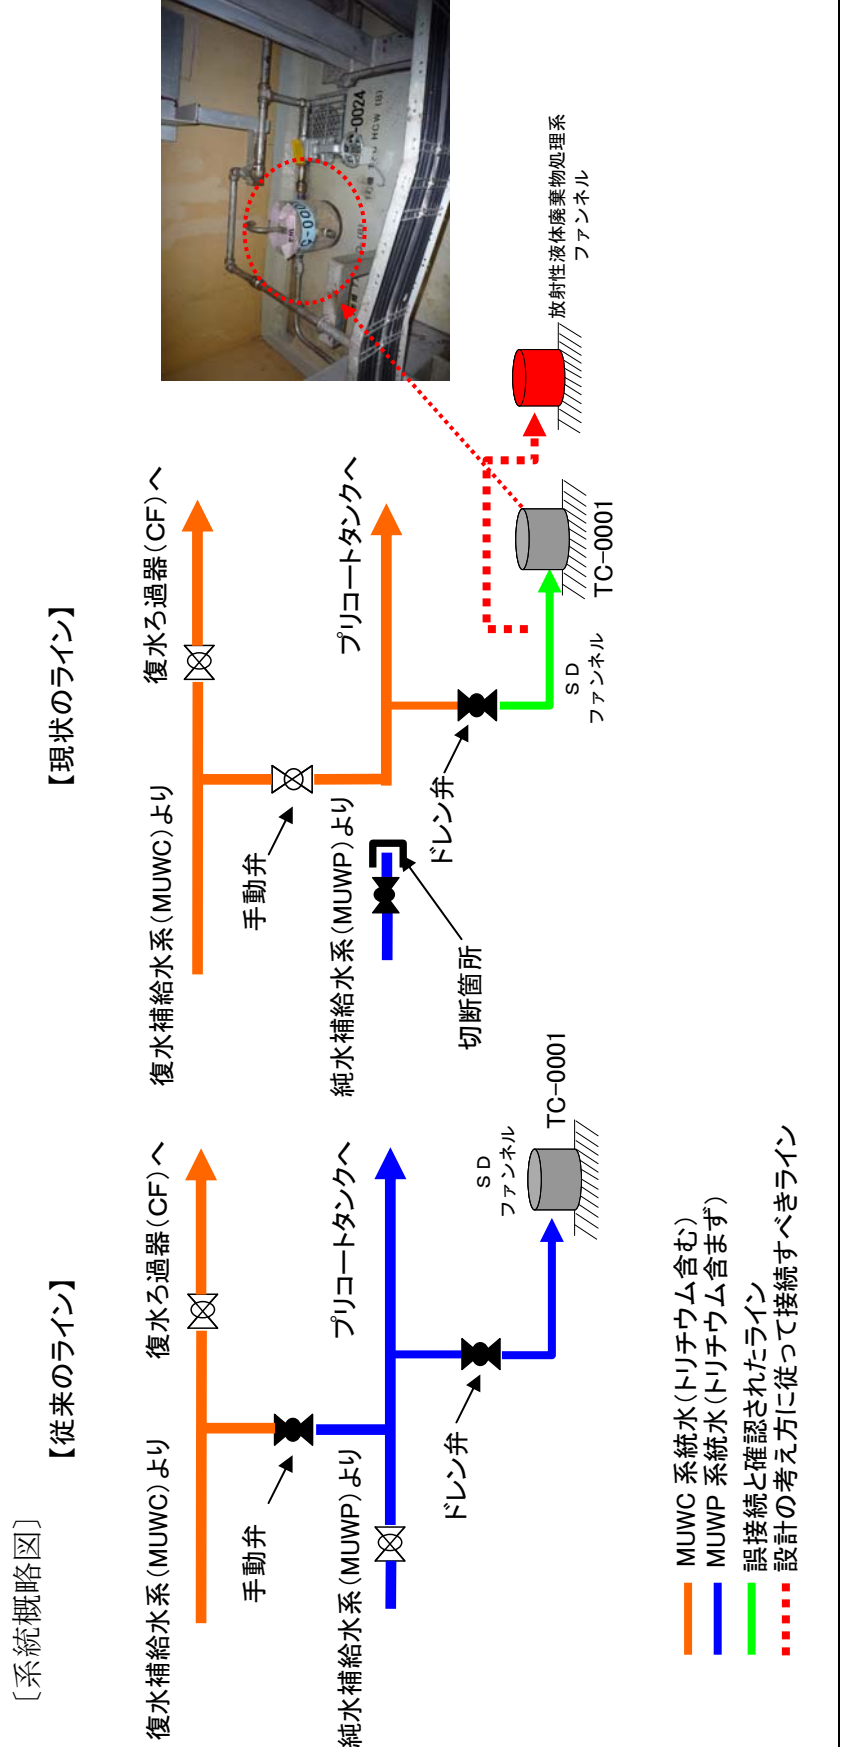 ［系統概略図］
【従来のライン】
復水補給水系（MUWC）より
復水ろ過器（CF）へ
手動弁
純水補給水系（MUWP）より
プリコートタンクへ
ドレン弁
ＳＤ
ファンネル
TC-0001
【現状のライン】
復水補給水系（MUWC）より
復水ろ過器（CF）へ
手動弁
純水補給水系（MUWP）より
プリコートタンクへ
ドレン弁
切断箇所
ＳＤ
ファンネル
TC-0001
放射性液体廃棄物処理系
ファンネル
-0024
HCW (B)
MUWC 系統水（トリチウム含む）
MUWP 系統水（トリチウム含まず）
誤接続と確認されたライン
設計の考え方に従って接続すべきライン